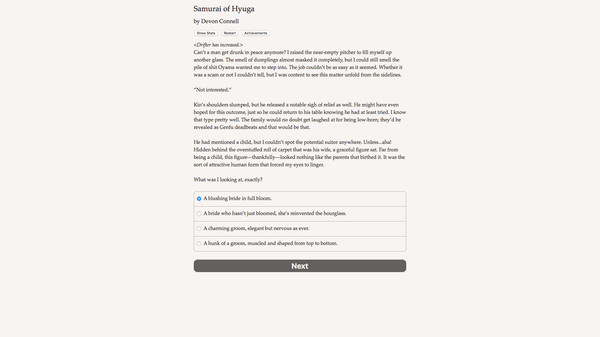 Samurai of Hyuga
by Devon Connell
Show Stats Restart Achievements
<Drifter has increased.>
Can't a man get drunk in peace anymore? I raised the near-empty pitcher to fill myself up
another glass. The smell of dumplings almost masked it completely, but I could still smell the
pile of shit Oyama wanted me to step into. The job couldn't be as easy as it seemed. Whether it
was a scam or not I couldn't tell, but I was content to see this matter unfold from the sidelines.
"Not interested."
Kin's shoulders slumped, but he released a notable sigh of relief as well. He might have even
hoped for this outcome, just so he could return to his table knowing he had at least tried. I know
that type pretty well. The family would no doubt get laughed at for being low-born; they'd be
revealed as Genfu deadbeats and that would be that.
He had mentioned a child, but I couldn't spot the potential suitor anywhere. Unless...aha!
Hidden behind the overstuffed roll of carpet that was his wife, a graceful figure sat. Far from
being a child, this figure—thankfully—looked nothing like the parents that birthed it. It was the
sort of attractive human form that forced my eyes to linger.
What was I looking at, exactly?
A blushing bride in full bloom.
A bride who hasn't just bloomed, she's reinvented the hourglass.
A charming groom, elegant but nervous as ever.
A hunk of a groom, muscled and shaped from top to bottom.
Next